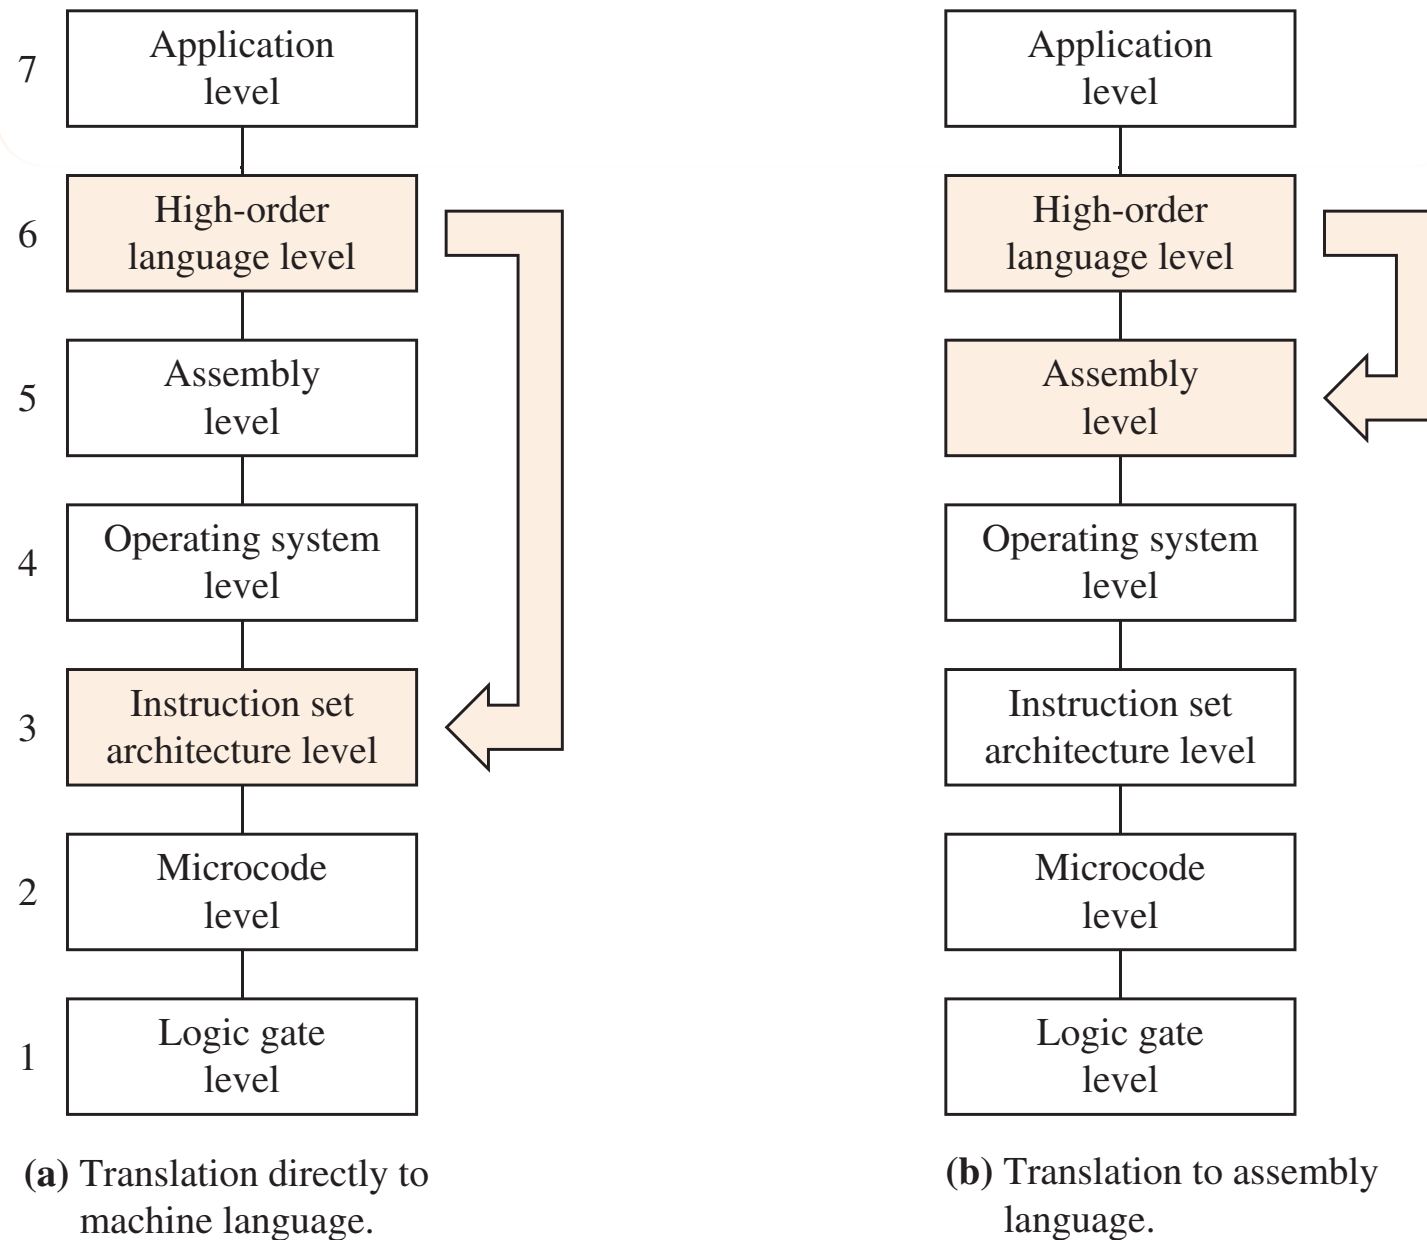 7
Application
level
6
High-order
language level
5
Assembly
level
4
Operating system
level
3
Instruction set
architecture level
2
Microcode
level
1
Logic gate
level
(a) Translation directly to
machine language.
Application
level
High-order
language level
Assembly
level
Operating system
level
Instruction set
architecture level
Microcode
level
Logic gate
level
(b) Translation to assembly
language.